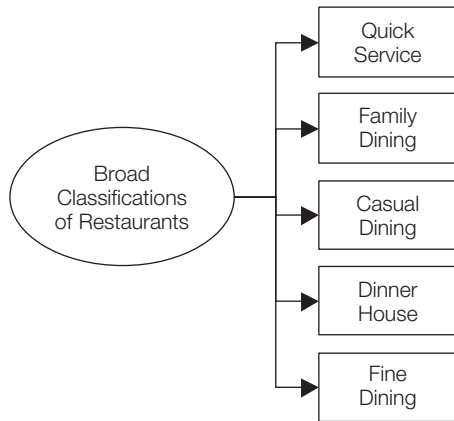 Broad
Classifications
of Restaurants
Quick
Service
Family
Dining
Casual
Dining
Dinner
House
Fine
Dining